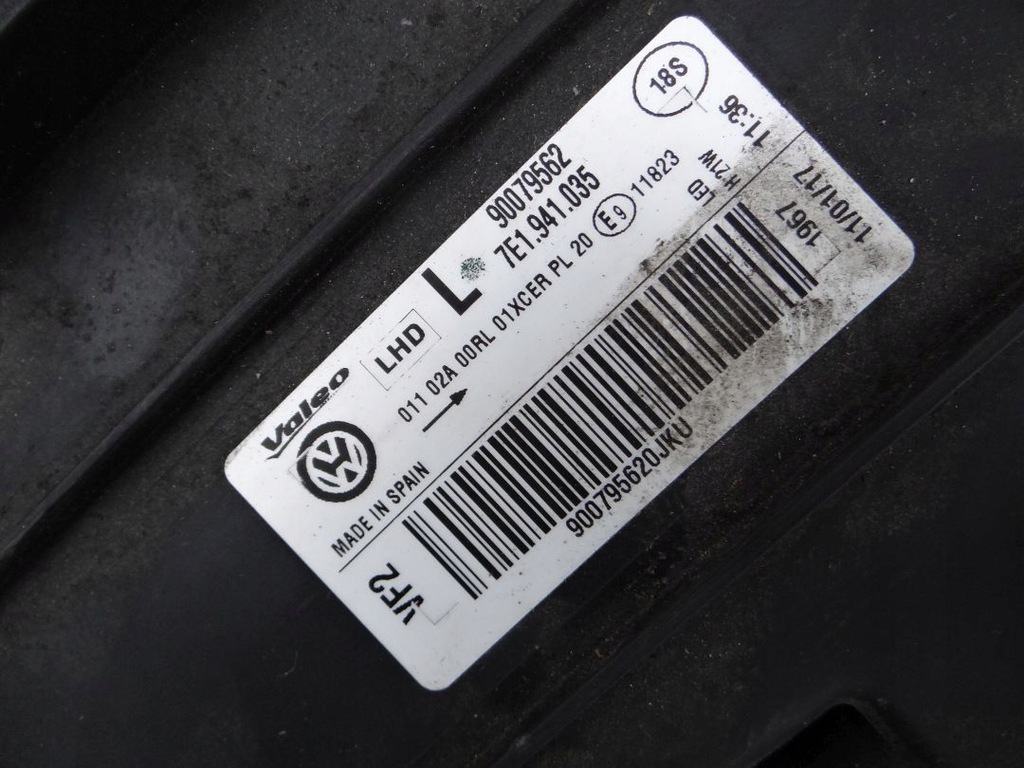 Valeo
LHD
L
90079562
7E1.941.035
18S
011 02A 00RL 01XCER PL 20 E9 11823
LED
H 21W
11:36
MADE IN SPAIN
VF2
900795620JKU
1967
11/01/17